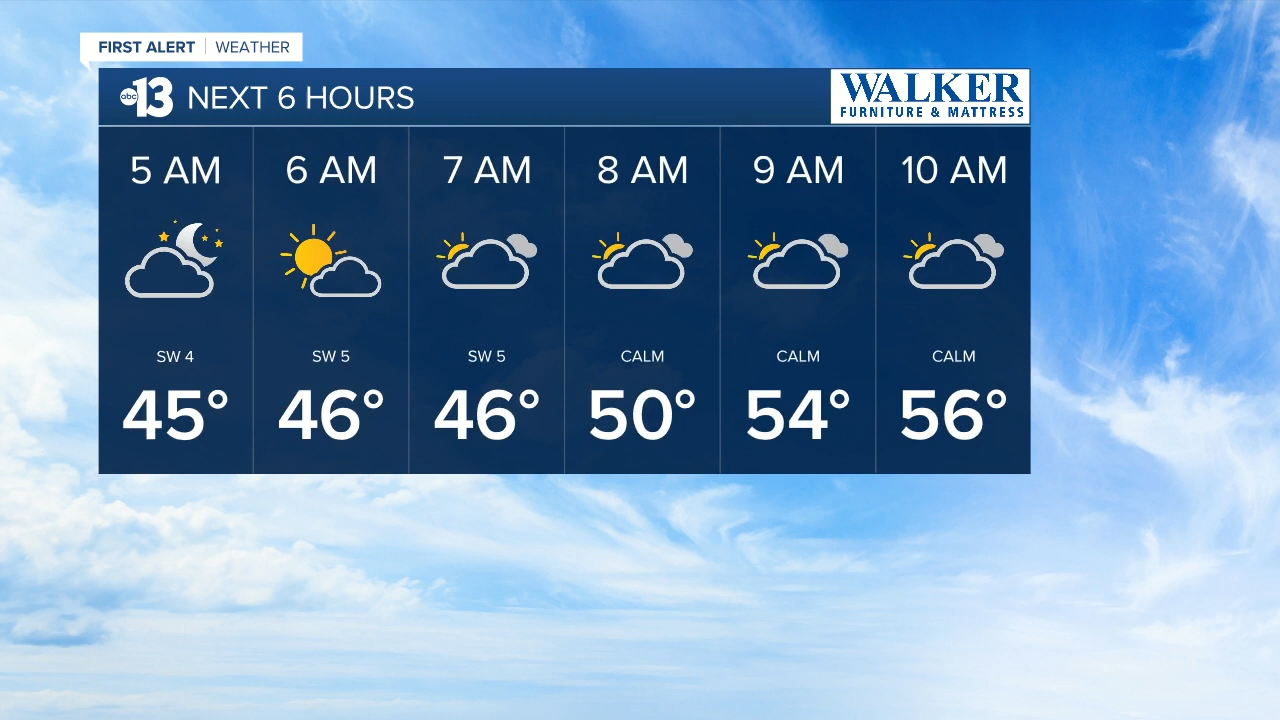 FIRST ALERT | WEATHER
abc 13 NEXT 6 HOURS
WALKER
FURNITURE & MATTRESS
5 AM 6 AM 7 AM 8 AM 9 AM 10 AM
SW 4 SW 5 SW 5 CALM CALM CALM
45° 46° 46° 50° 54° 56°